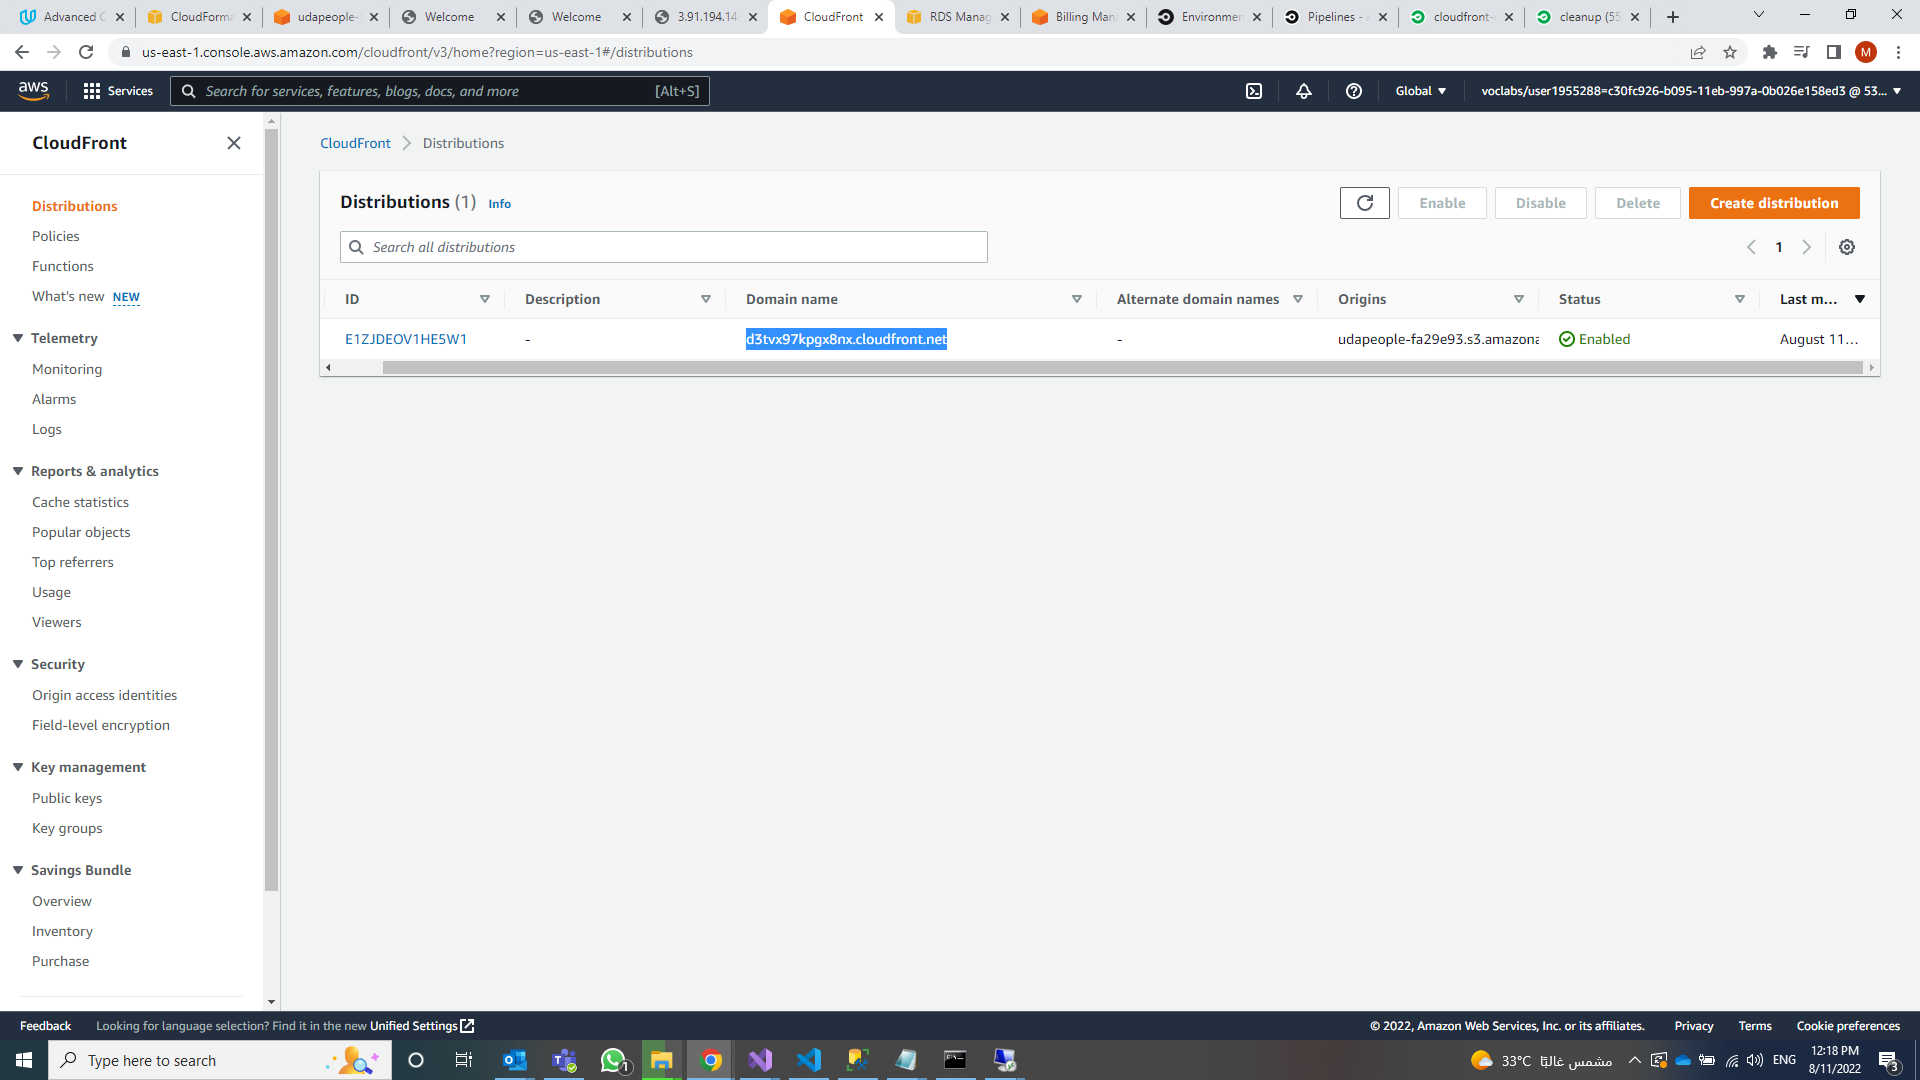 Advanced C
CloudForma
udapeople-
Welcome
Welcome
3.91.194.14
CloudFront
RDS Manag
Billing Man
Environmen
Pipelines -
cloudfront-
cleanup (55
us-east-1.console.aws.amazon.com/cloudfront/v3/home?region=us-east-1#/distributions
M
aws
Services
Search for services, features, blogs, docs, and more
[Alt+S]
Global
voclabs/user1955288=c30fc926-b095-11eb-997a-0b026e158ed3 @ 53...
CloudFront
Distributions
Policies
Functions
What's new NEW
Telemetry
Monitoring
Alarms
Logs
Reports & analytics
Cache statistics
Popular objects
Top referrers
Usage
Viewers
Security
Origin access identities
Field-level encryption
Key management
Public keys
Key groups
Savings Bundle
Overview
Inventory
Purchase
CloudFront
Distributions
Distributions (1) Info
Enable
Disable
Delete
Create distribution
Search all distributions
1
ID
Description
Domain name
Alternate domain names
Origins
Status
Last m...
E1ZJDEOV1HE5W1
-
d3tvx97kpgx8nx.cloudfront.net
-
udapeople-fa29e93.s3.amazona
Enabled
August 11...
Feedback
Looking for language selection? Find it in the new Unified Settings
© 2022, Amazon Web Services, Inc. or its affiliates.
Privacy
Terms
Cookie preferences
Type here to search
1
33°C مشمس غالبًا
ENG
12:18 PM
8/11/2022
3